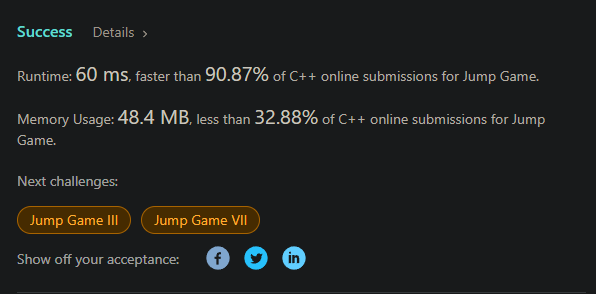 Success Details >
Runtime: 60 ms, faster than 90.87% of C++ online submissions for Jump Game.
Memory Usage: 48.4 MB, less than 32.88% of C++ online submissions for Jump
Game.
Next challenges:
Jump Game III Jump Game VII
Show off your acceptance: f in